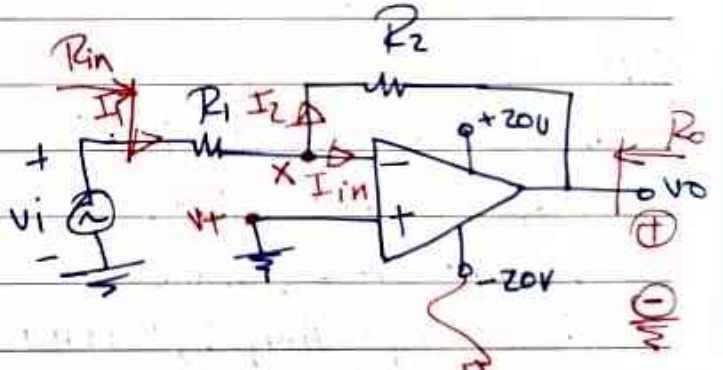 R2
Rin
I1
R1
I2
+20V
Ro
+
X
Iin
−
vo
vi
V+
+
+
-
-20V
−